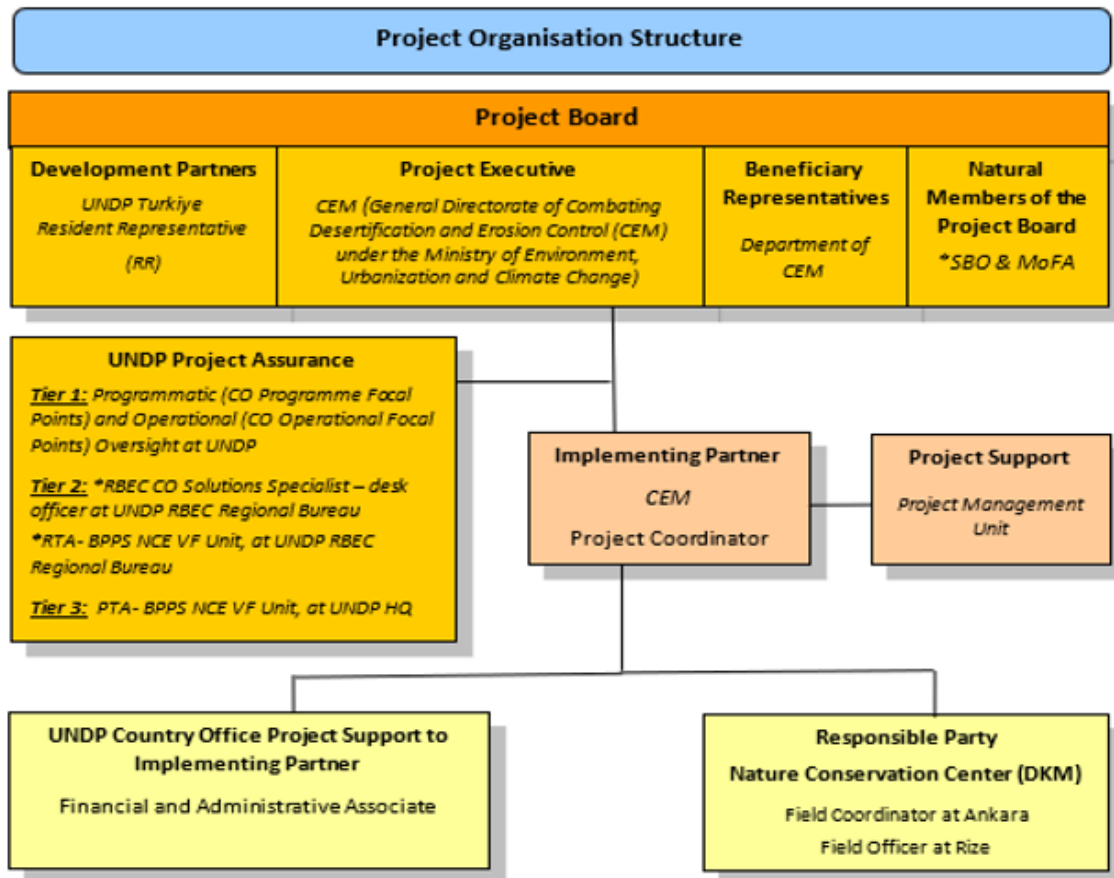 Project Organisation Structure
Project Board
Development Partners
UNDP Turkiye
Resident Representative
(RR)
Project Executive
CEM (General Directorate of Combating
Desertification and Erosion Control (CEM)
under the Ministry of Environment,
Urbanization and Climate Change)
Beneficiary
Representatives
Department of
CEM
Natural
Members of the
Project Board
*SBO & MoFA
UNDP Project Assurance
Tier 1: Programmatic (CO Programme Focal
Points) and Operational (CO Operational Focal
Points) Oversight at UNDP
Tier 2: *RBEC CO Solutions Specialist – desk
officer at UNDP RBEC Regional Bureau
*RTA- BPPS NCE VF Unit, at UNDP RBEC
Regional Bureau
Tier 3: PTA- BPPS NCE VF Unit, at UNDP HQ
Implementing Partner
CEM
Project Coordinator
Project Support
Project Management
Unit
UNDP Country Office Project Support to
Implementing Partner
Financial and Administrative Associate
Responsible Party
Nature Conservation Center (DKM)
Field Coordinator at Ankara
Field Officer at Rize